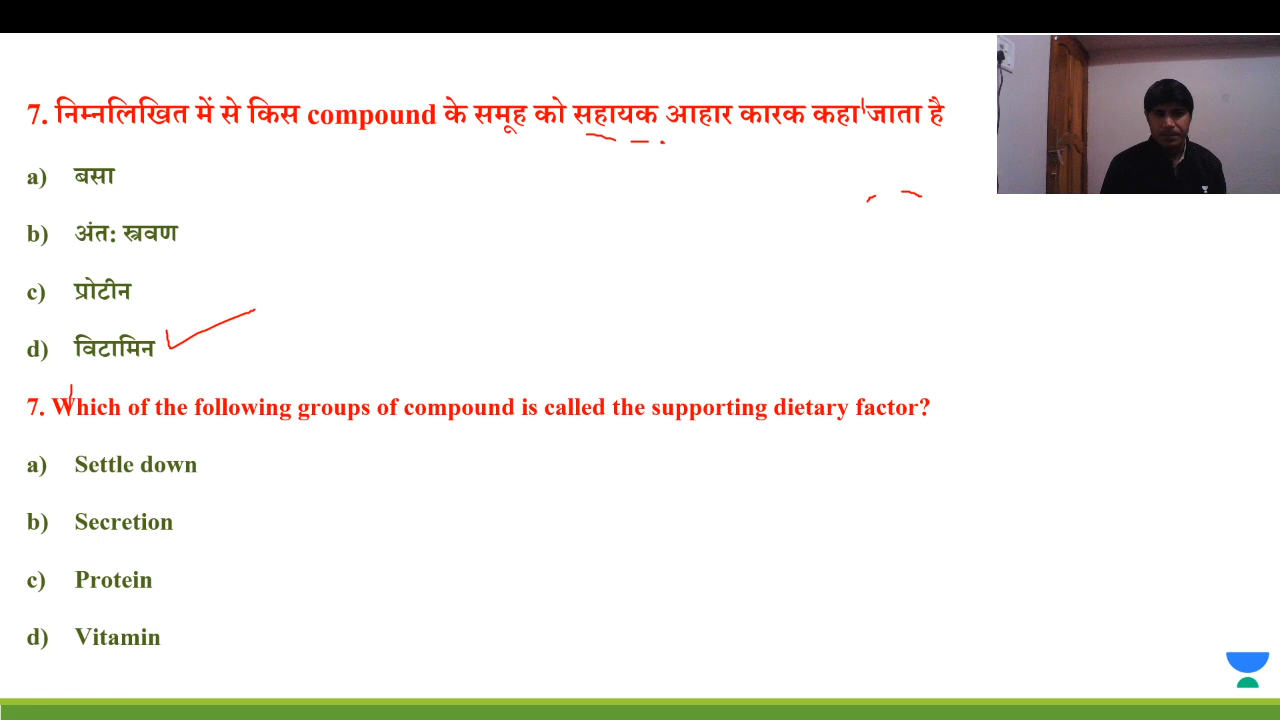 7. निम्नलिखित में से किस compound के समूह को सहायक आहार कारक कहा जाता है
a) बसा
b) अंत: स्त्रवण
c) प्रोटीन
d) विटामिन
7. Which of the following groups of compound is called the supporting dietary factor?
a) Settle down
b) Secretion
c) Protein
d) Vitamin